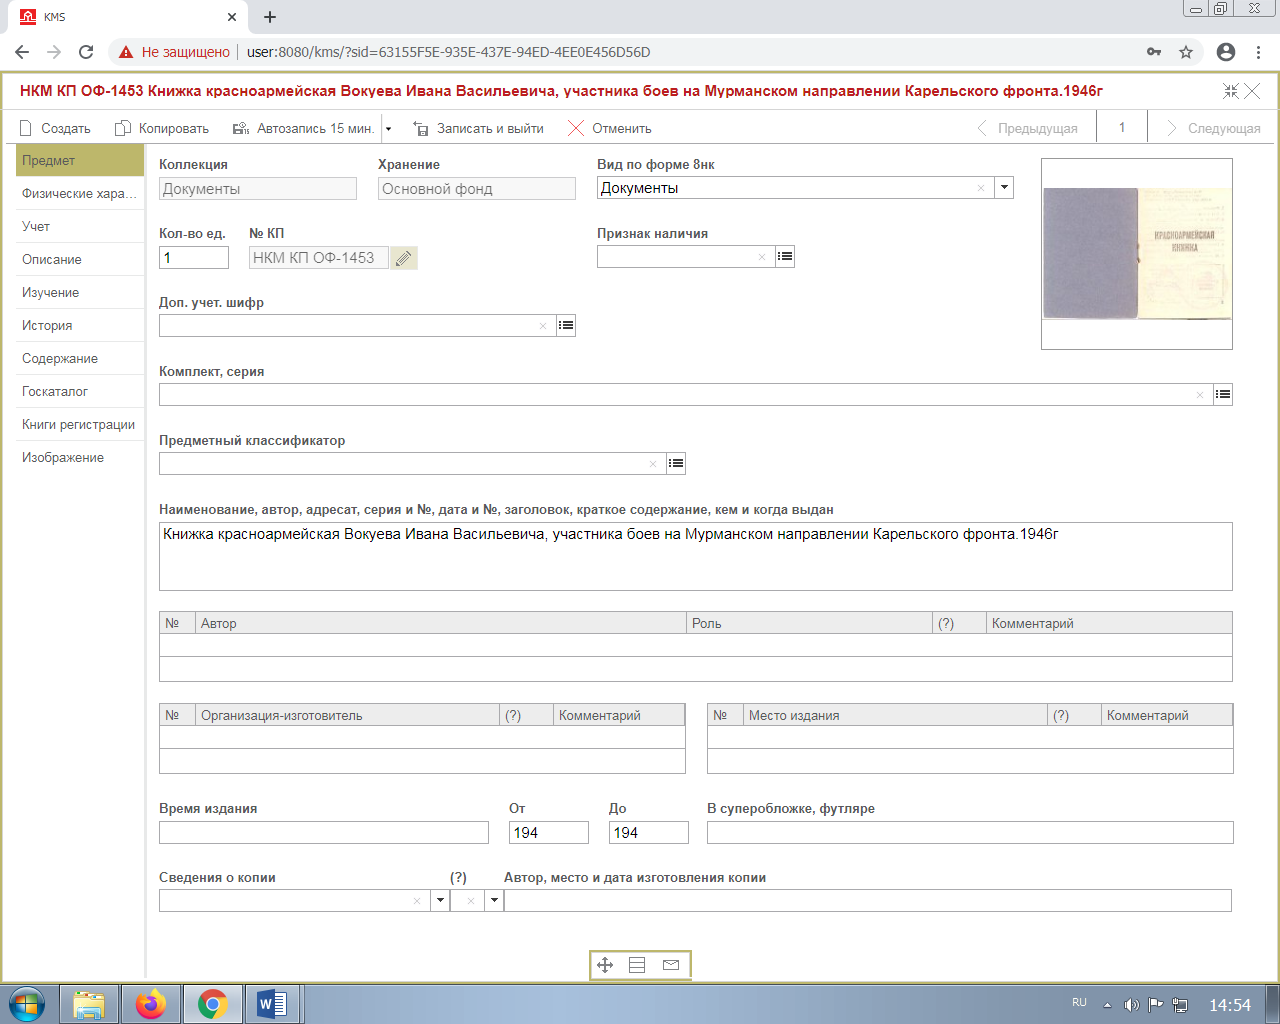 KMS
Не защищено
user:8080/kms/?sid=63155F5E-935E-437E-94ED-4EE0E456D56D
НКМ КП ОФ-1453 Книжка красноармейская Вокуева Ивана Васильевича, участника боев на Мурманском направлении Карельского фронта.1946г
Создать Копировать Автозапись 15 мин. Записать и выйти Отменить Предыдущая 1 Следующая
Предмет
Физические хара...
Учет
Описание
Изучение
История
Содержание
Госкаталог
Книги регистрации
Изображение
Коллекция Хранение Вид по форме 8нк
Документы Основной фонд Документы
КРАСНОАРМЕЙСКАЯ
КНИЖКА
Кол-во ед. № КП Признак наличия
1 НКМ КП ОФ-1453
Доп. учет. шифр
Комплект, серия
Предметный классификатор
Наименование, автор, адресат, серия и №, дата и №, заголовок, краткое содержание, кем и когда выдан
Книжка красноармейская Вокуева Ивана Васильевича, участника боев на Мурманском направлении Карельского фронта.1946г
№ Автор Роль (?) Комментарий
№ Организация-изготовитель (?) Комментарий
№ Место издания (?) Комментарий
Время издания От До В суперобложке, футляре
194 194
Сведения о копии (?) Автор, место и дата изготовления копии
RU 14:54